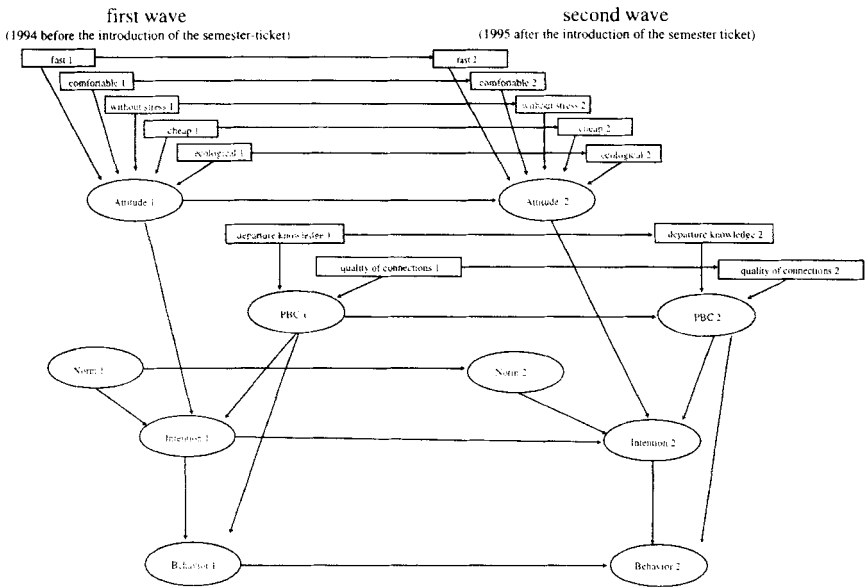 first wave
(1994 before the introduction of the semester-ticket)
second wave
(1995 after the introduction of the semester ticket)
fast 1
fast 2
comfortable 1
comfortable 2
without stress 1
without stress 2
cheap 1
cheap 2
ecological 1
ecological 2
Attitude 1
Attitude 2
departure knowledge 1
departure knowledge 2
quality of connections 1
quality of connections 2
PBC 1
PBC 2
Norm 1
Norm 2
Intention 1
Intention 2
Behavior 1
Behavior 2